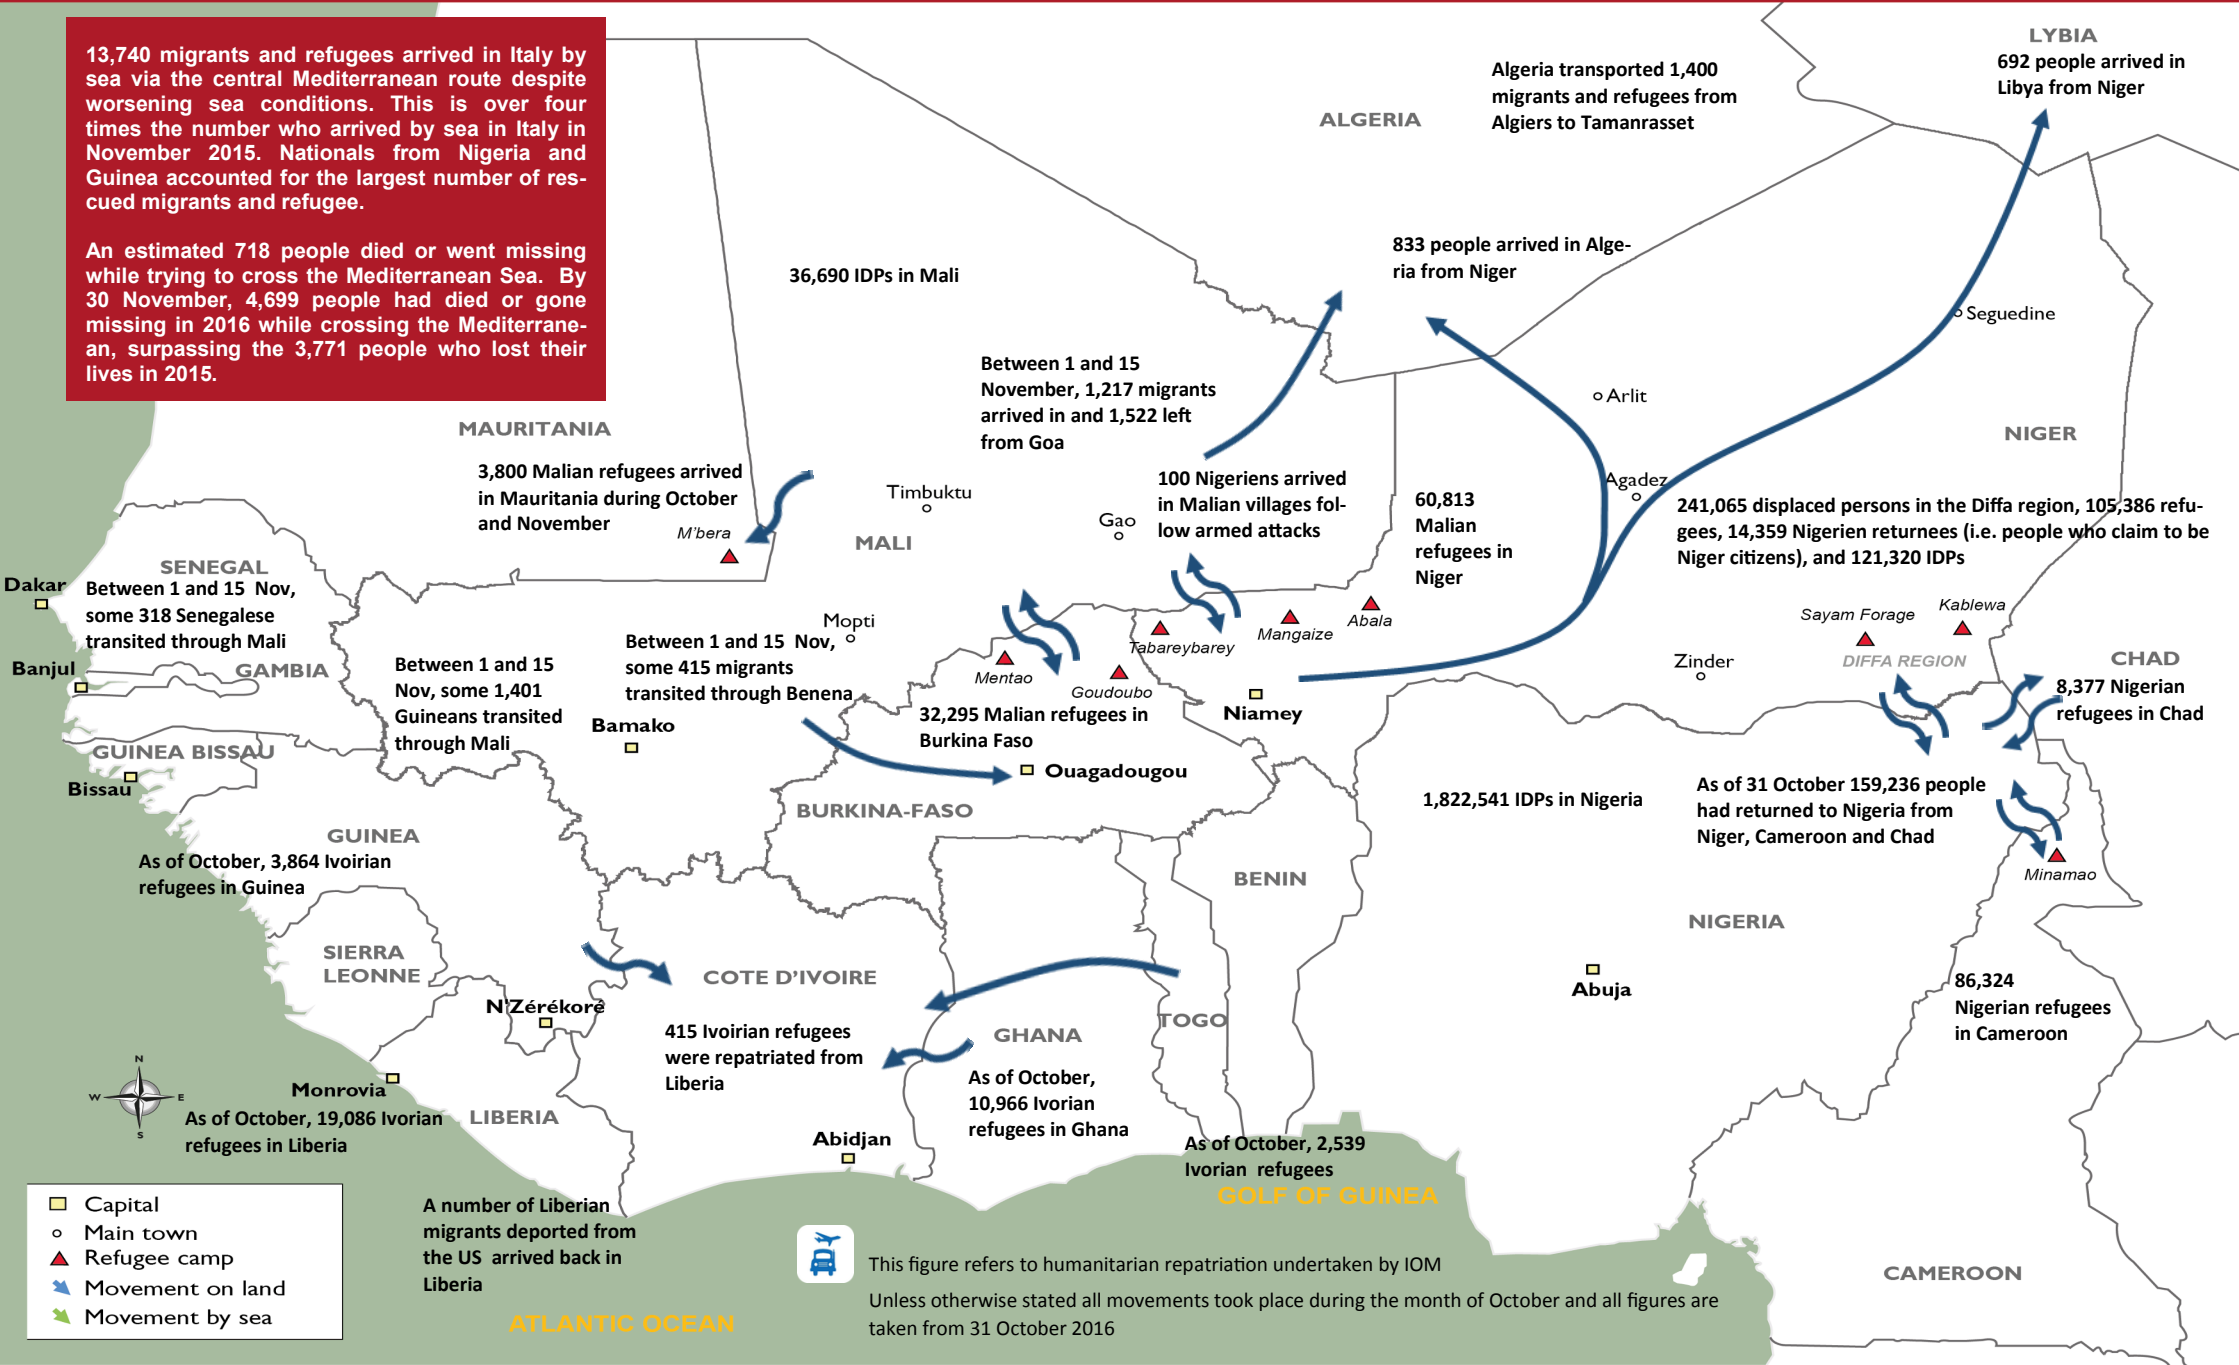 13,740 migrants and refugees arrived in Italy by
sea via the central Mediterranean route despite
worsening sea conditions. This is over four
times the number who arrived by sea in Italy in
November 2015. Nationals from Nigeria and
Guinea accounted for the largest number of res-
cued migrants and refugee.
An estimated 718 people died or went missing
while trying to cross the Mediterranean Sea. By
30 November, 4,699 people had died or gone
missing in 2016 while crossing the Mediterrane-
an, surpassing the 3,771 people who lost their
lives in 2015.
LYBIA
692 people arrived in
Libya from Niger
Algeria transported 1,400
migrants and refugees from
Algiers to Tamanrasset
ALGERIA
833 people arrived in Alge-
ria from Niger
36,690 IDPs in Mali
Seguedine
Between 1 and 15
November, 1,217 migrants
arrived in and 1,522 left
from Goa
Arlit
MAURITANIA
NIGER
3,800 Malian refugees arrived
in Mauritania during October
and November
M'bera
Timbuktu
Gao
MALI
100 Nigeriens arrived
in Malian villages fol-
low armed attacks
60,813
Malian
refugees in
Niger
Agadez
241,065 displaced persons in the Diffa region, 105,386 refu-
gees, 14,359 Nigerien returnees (i.e. people who claim to be
Niger citizens), and 121,320 IDPs
SENEGAL
Dakar
Between 1 and 15 Nov,
some 318 Senegalese
transited through Mali
Banjul
GAMBIA
Between 1 and 15
Nov, some 1,401
Guineans transited
through Mali
Mopti
Between 1 and 15 Nov,
some 415 migrants
transited through Benena
Bamako
Mentao
Goudoubo
Tabareybarey
Mangaize
Abala
Sayam Forage
Kablewa
DIFFA REGION
Zinder
CHAD
8,377 Nigerian
refugees in Chad
Niamey
32,295 Malian refugees in
Burkina Faso
Ouagadougou
BURKINA-FASO
GUINEA BISSAU
Bissau
GUINEA
As of October, 3,864 Ivoirian
refugees in Guinea
1,822,541 IDPs in Nigeria
As of 31 October 159,236 people
had returned to Nigeria from
Niger, Cameroon and Chad
Minamao
BENIN
NIGERIA
SIERRA
LEONNE
COTE D'IVOIRE
N'Zérékoré
415 Ivoirian refugees
were repatriated from
Liberia
GHANA
TOGO
Abuja
86,324
Nigerian refugees
in Cameroon
As of October,
10,966 Ivorian
refugees in Ghana
N
W
E
S
Monrovia
As of October, 19,086 Ivorian
refugees in Liberia
LIBERIA
Abidjan
As of October, 2,539
Ivorian refugees
GOLF OF GUINEA
Capital
Main town
Refugee camp
Movement on land
Movement by sea
A number of Liberian
migrants deported from
the US arrived back in
Liberia
ATLANTIC OCEAN
This figure refers to humanitarian repatriation undertaken by IOM
Unless otherwise stated all movements took place during the month of October and all figures are
taken from 31 October 2016
CAMEROON